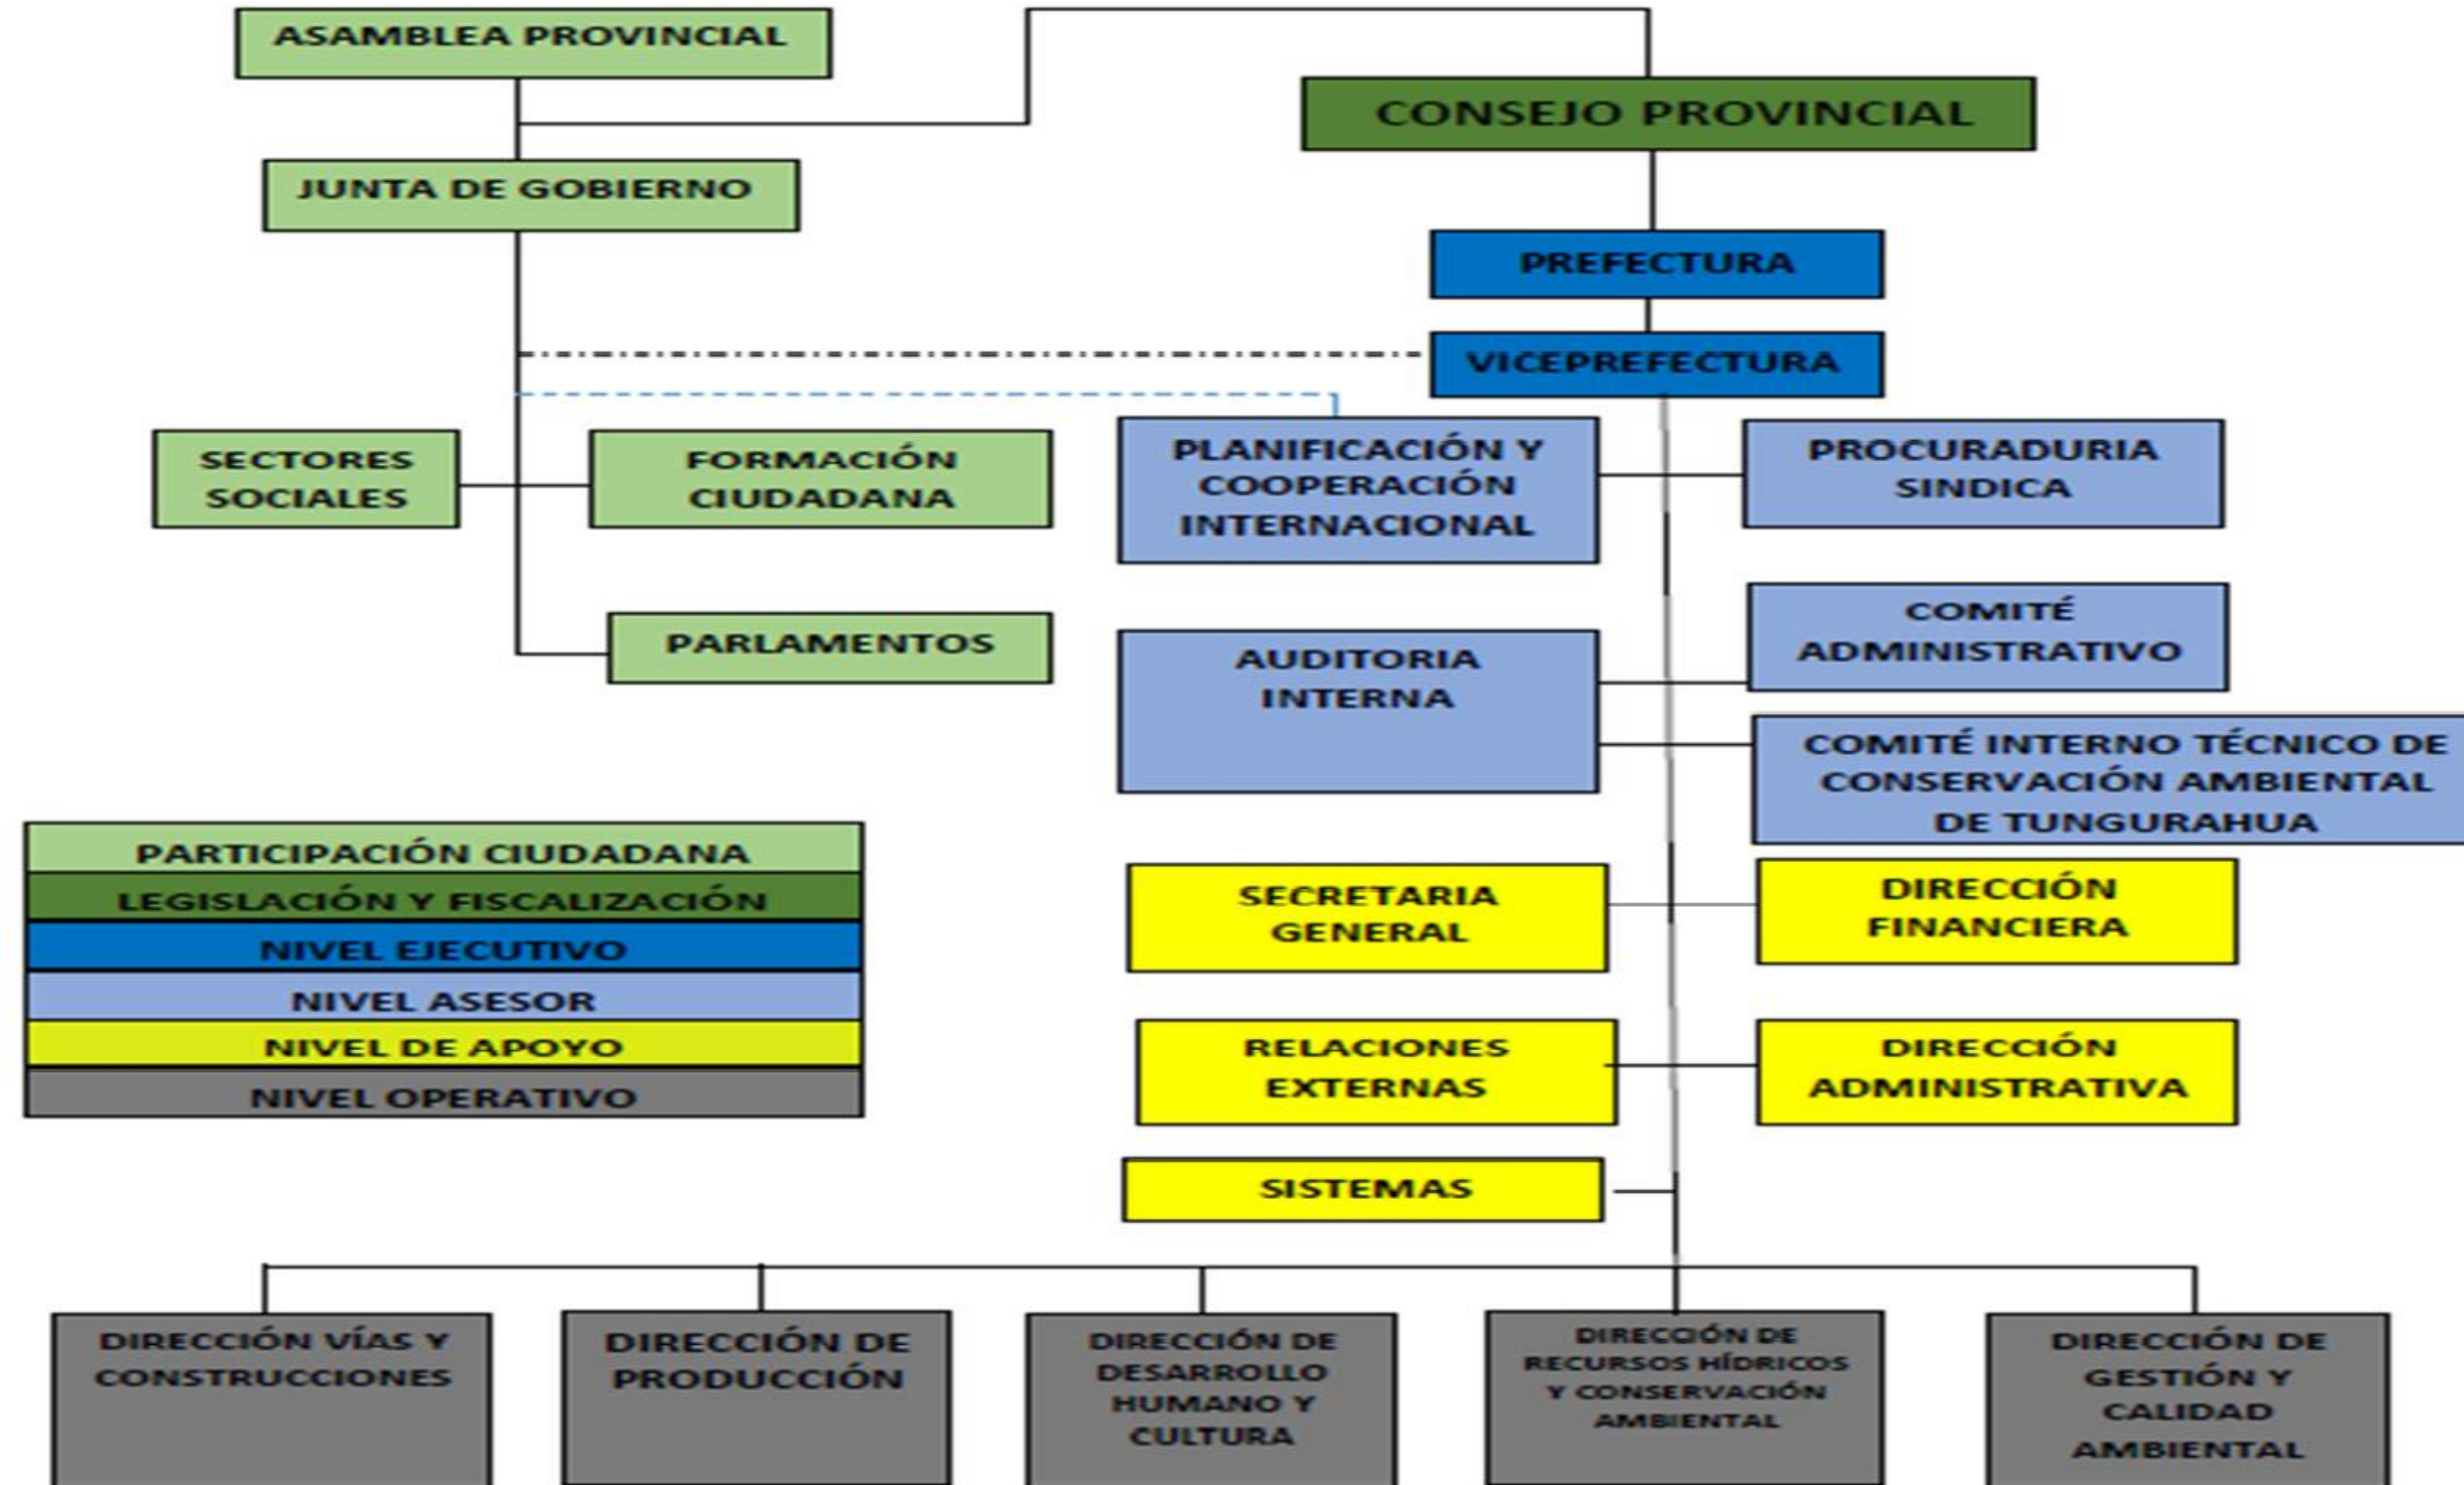 ASAMBLEA PROVINCIAL
CONSEJO PROVINCIAL
JUNTA DE GOBIERNO
PREFECTURA
VICEPREFECTURA
SECTORES
SOCIALES
FORMACIÓN
CIUDADANA
PLANIFICACIÓN Y
COOPERACIÓN
INTERNACIONAL
PROCURADURIA
SINDICA
PARLAMENTOS
AUDITORIA
INTERNA
COMITÉ
ADMINISTRATIVO
COMITÉ INTERNO TÉCNICO DE
CONSERVACIÓN AMBIENTAL
DE TUNGURAHUA
PARTICIPACIÓN CIUDADANA
LEGISLACIÓN Y FISCALIZACIÓN
NIVEL EJECUTIVO
NIVEL ASESOR
NIVEL DE APOYO
NIVEL OPERATIVO
SECRETARIA
GENERAL
DIRECCIÓN
FINANCIERA
RELACIONES
EXTERNAS
DIRECCIÓN
ADMINISTRATIVA
SISTEMAS
DIRECCIÓN VÍAS Y
CONSTRUCCIONES
DIRECCIÓN DE
PRODUCCIÓN
DIRECCIÓN DE
DESARROLLO
HUMANO Y
CULTURA
DIRECCIÓN DE
RECURSOS HÍDRICOS
Y CONSERVACIÓN
AMBIENTAL
DIRECCIÓN DE
GESTIÓN Y
CALIDAD
AMBIENTAL